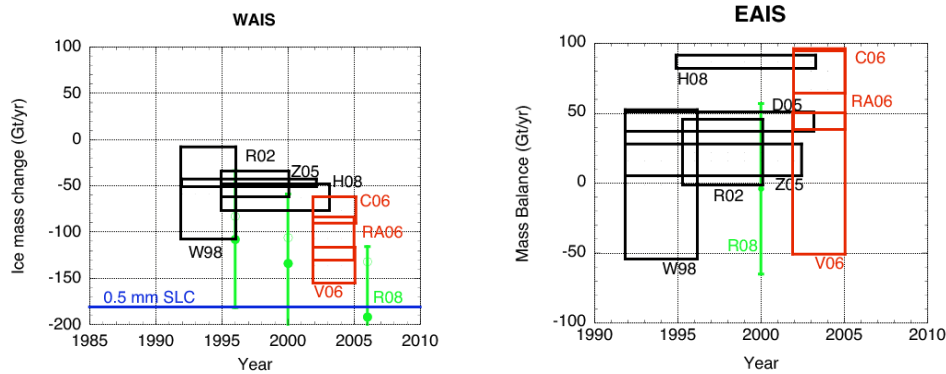 WAIS
100
50
0
-50
-100
-150
-200
Ice mass change (Gt/yr)
R02
Z05
H08
C06
RA06
W98
V06
R08
0.5 mm SLC
1985
1990
1995
2000
2005
2010
Year
EAIS
100
50
0
-50
-100
Mass Balance (Gt/yr)
C06
H08
RA06
D05
Z05
R02
R08
W98
V06
1990
1995
2000
2005
2010
Year